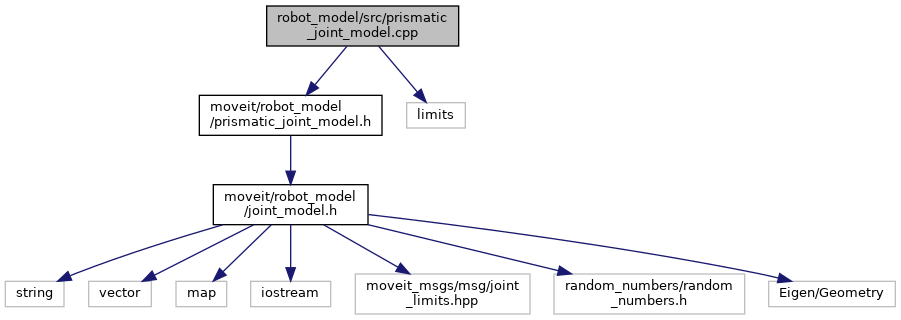 robot_model/src/prismatic
_joint_model.cpp
moveit/robot_model
/prismatic_joint_model.h
limits
moveit/robot_model
/joint_model.h
string
vector
map
iostream
moveit_msgs/msg/joint
_limits.hpp
random_numbers/random
_numbers.h
Eigen/Geometry